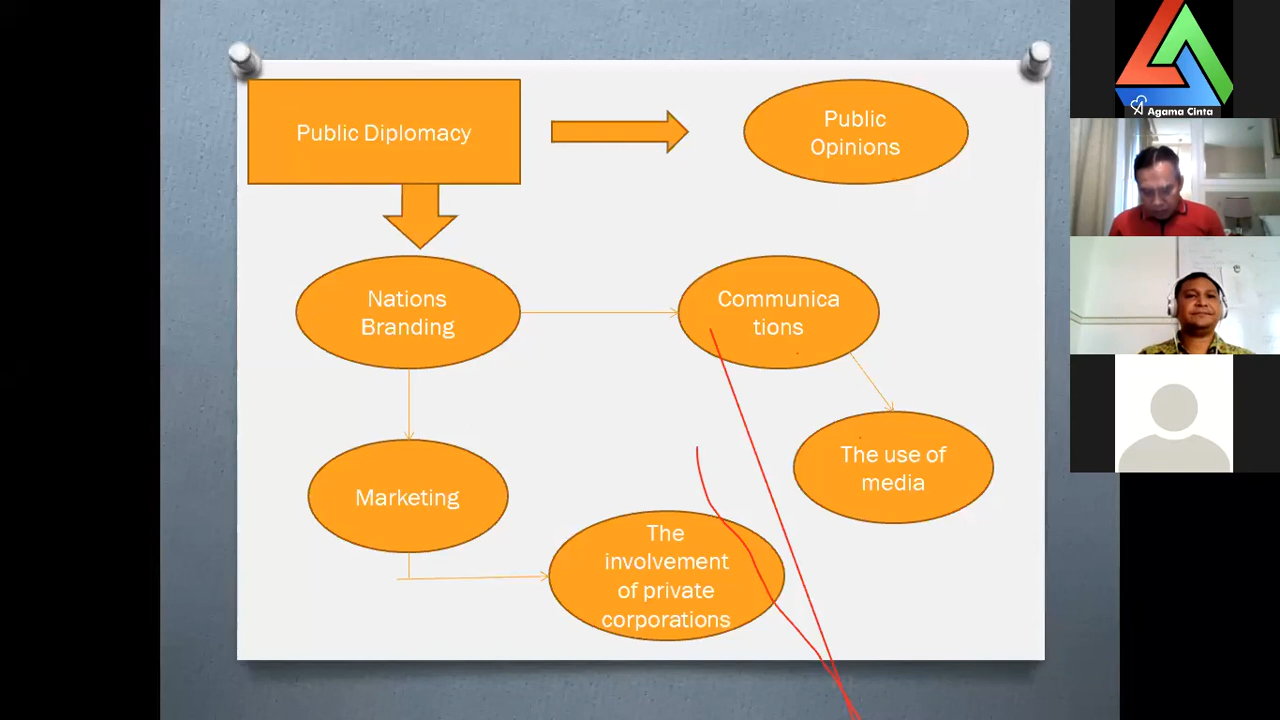 Public Diplomacy
Public
Opinions
Nations
Branding
Communica
tions
The use of
media
Marketing
The
involvement
of private
corporations
Agama Cinta